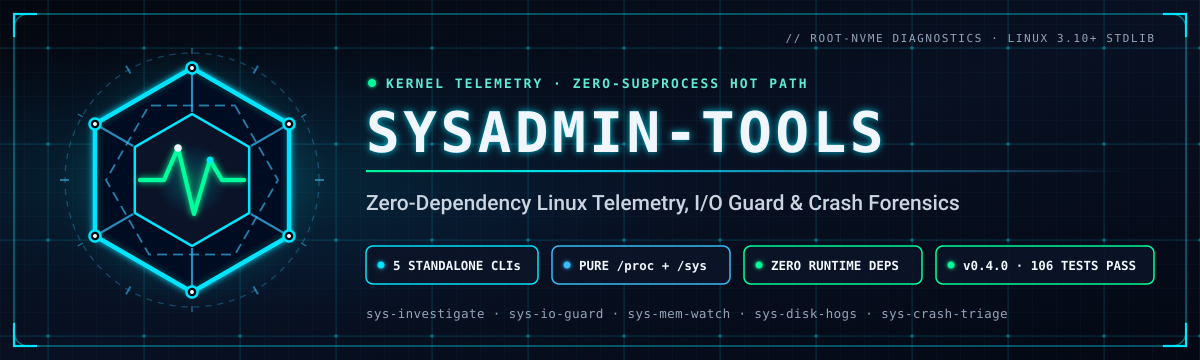 // ROOT-NVME DIAGNOSTICS · LINUX 3.10+ STDLIB
KERNEL TELEMETRY · ZERO-SUBPROCESS HOT PATH
SYSADMIN-TOOLS
Zero-Dependency Linux Telemetry, I/O Guard & Crash Forensics
5 STANDALONE CLIs
PURE /proc + /sys
ZERO RUNTIME DEPS
v0.4.0 · 106 TESTS PASS
sys-investigate · sys-io-guard · sys-mem-watch · sys-disk-hogs · sys-crash-triage